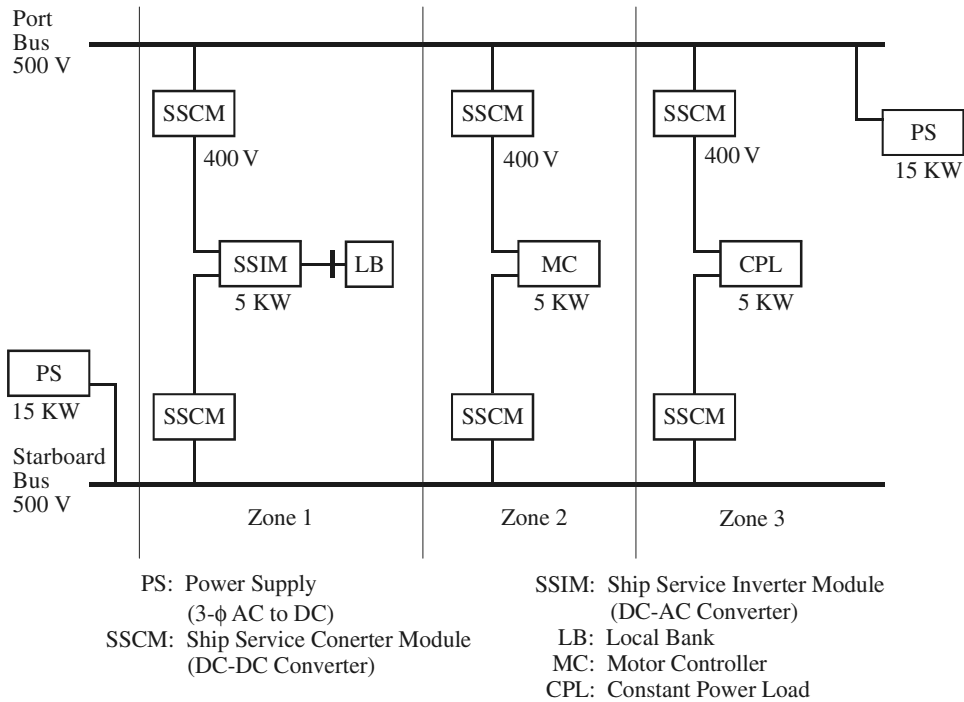 Port
Bus
500 V
SSCM
SSCM
SSCM
PS
400 V
400 V
400 V
15 KW
SSIM
LB
MC
CPL
5 KW
5 KW
5 KW
PS
15 KW
SSCM
SSCM
SSCM
Starboard
Bus
500 V
Zone 1
Zone 2
Zone 3
PS: Power Supply
(3-ϕ AC to DC)
SSCM: Ship Service Conerter Module
(DC-DC Converter)
SSIM: Ship Service Inverter Module
(DC-AC Converter)
LB: Local Bank
MC: Motor Controller
CPL: Constant Power Load